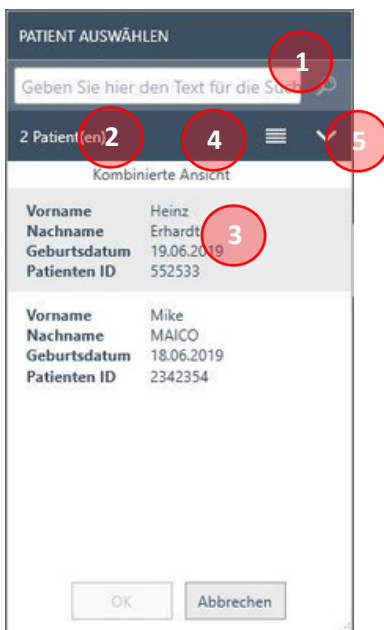 PATIENT AUSWÄHLEN
Geben Sie hier den Text für die Such
1
2 Patient(en)
2
4
5
Kombinierte Ansicht
Vorname Heinz
Nachname Erhardt
3
Geburtsdatum 19.06.2019
Patienten ID 552533
Vorname Mike
Nachname MAICO
Geburtsdatum 18.06.2019
Patienten ID 2342354
OK Abbrechen